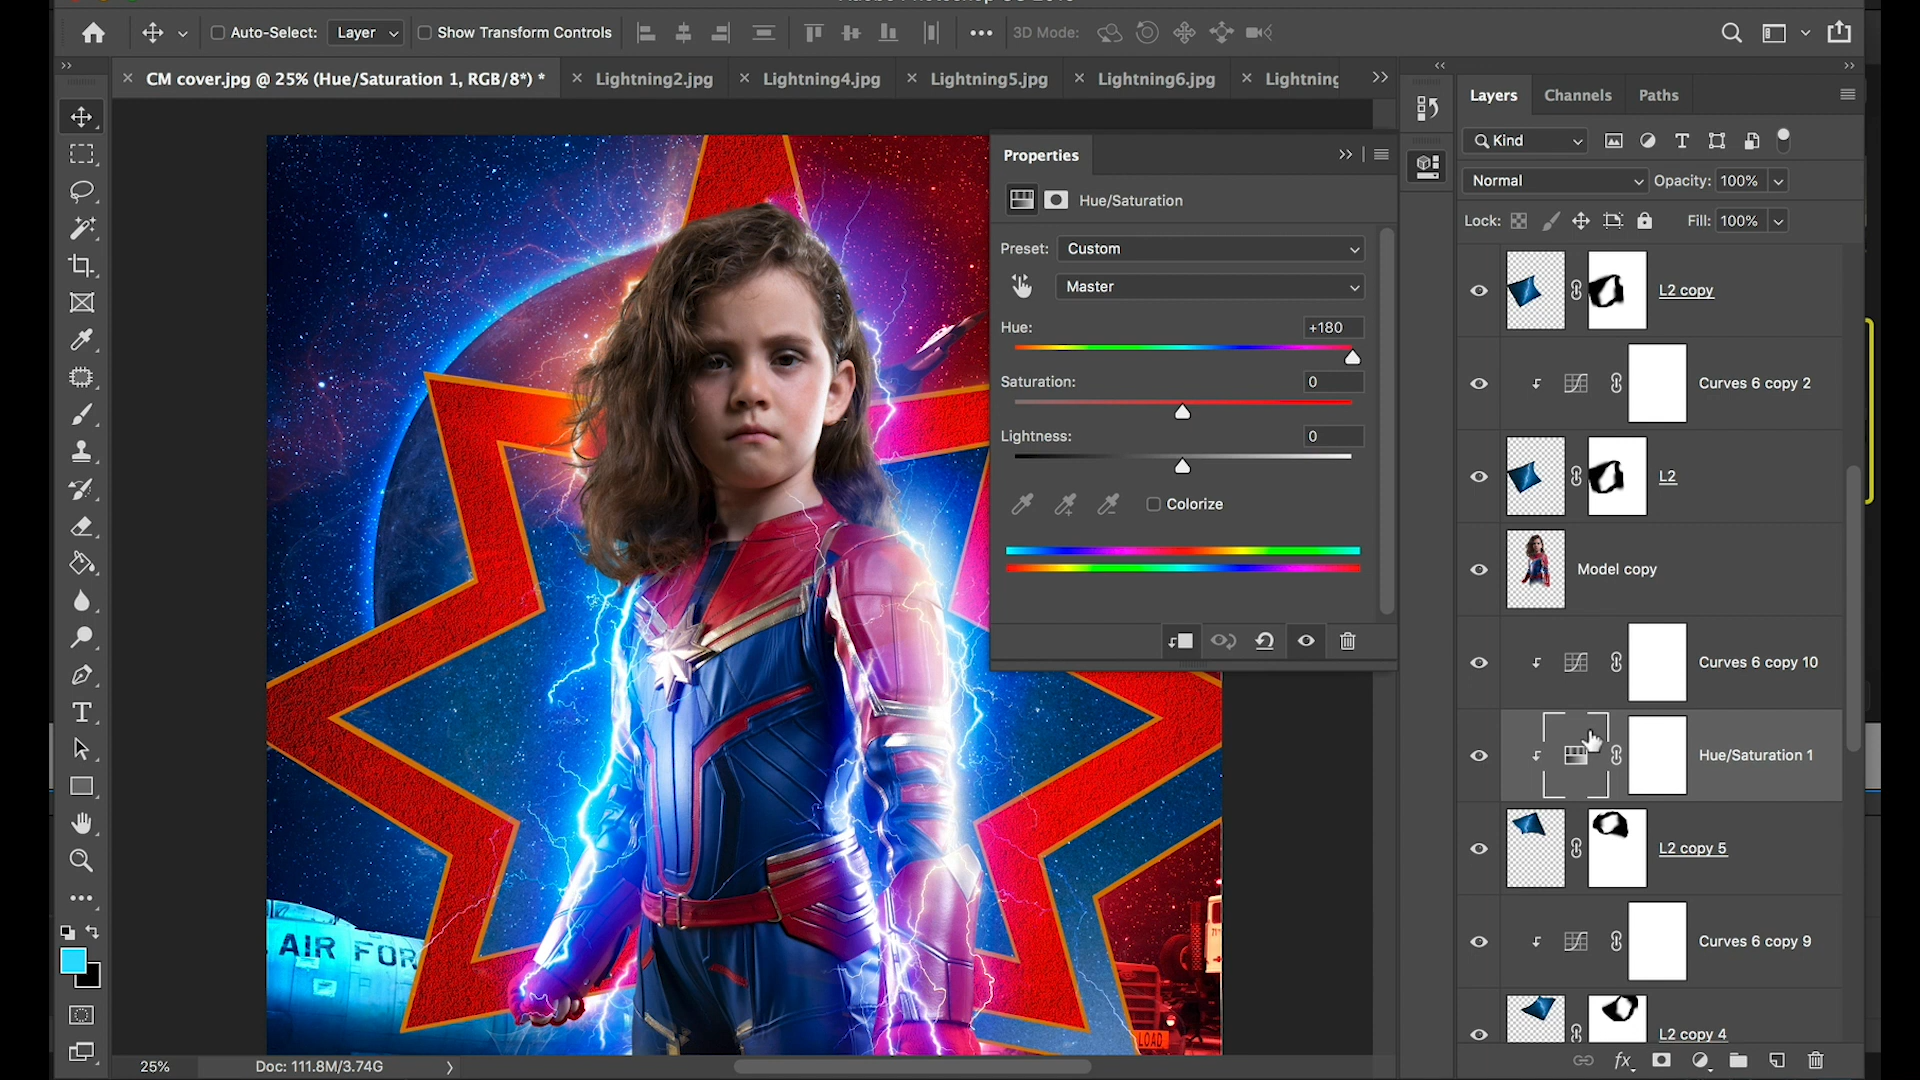 Auto-Select: Layer Show Transform Controls 3D Mode:
CM cover.jpg @ 25% (Hue/Saturation 1, RGB/8*) * Lightning2.jpg Lightning4.jpg Lightning5.jpg Lightning6.jpg Lightning
Layers Channels Paths
Kind
Normal Opacity: 100%
Lock: Fill: 100%
Properties
Hue/Saturation
Preset: Custom
Master
Hue: +180
Saturation: 0
Lightness: 0
Colorize
L2 copy
Curves 6 copy 2
L2
Model copy
Curves 6 copy 10
Hue/Saturation 1
L2 copy 5
Curves 6 copy 9
L2 copy 4
AIR FOR
LOAD
25% Doc: 111.8M/3.74G